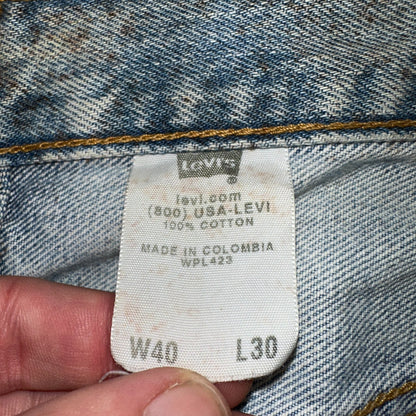 Levi's
®
levi.com
(800) USA-LEVI
100% COTTON
MADE IN COLOMBIA
WPL423
W40 L30